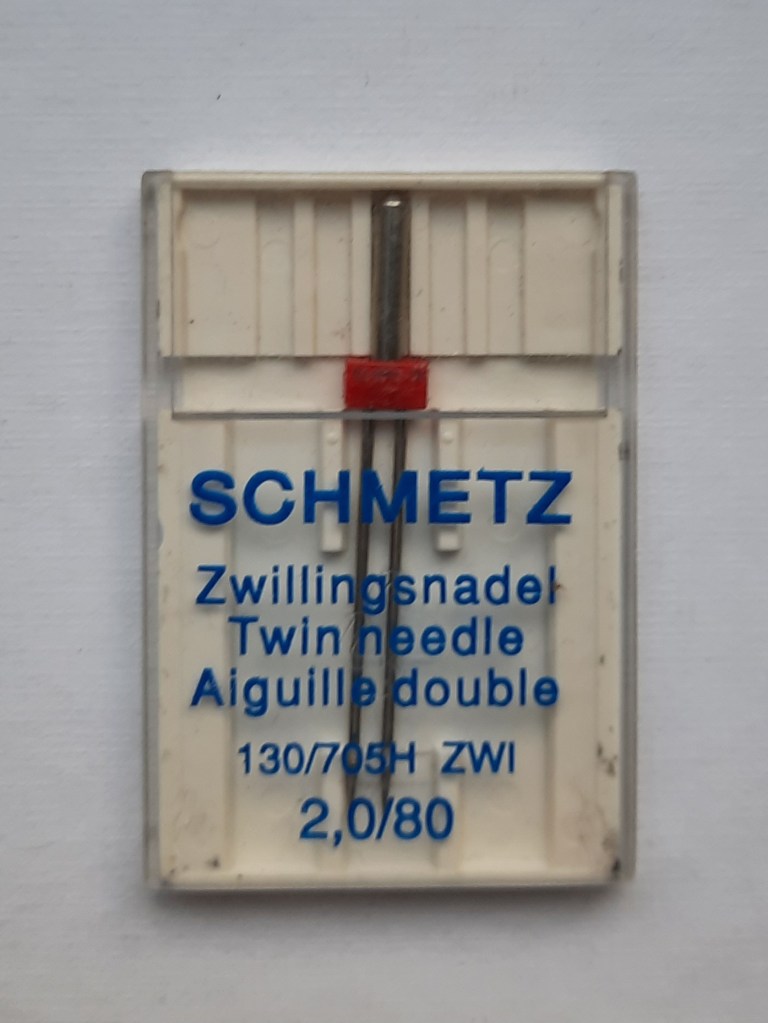 SCHMETZ
Zwillingsnadel
Twin needle
Aiguille double
130/705H ZWI
2,0/80